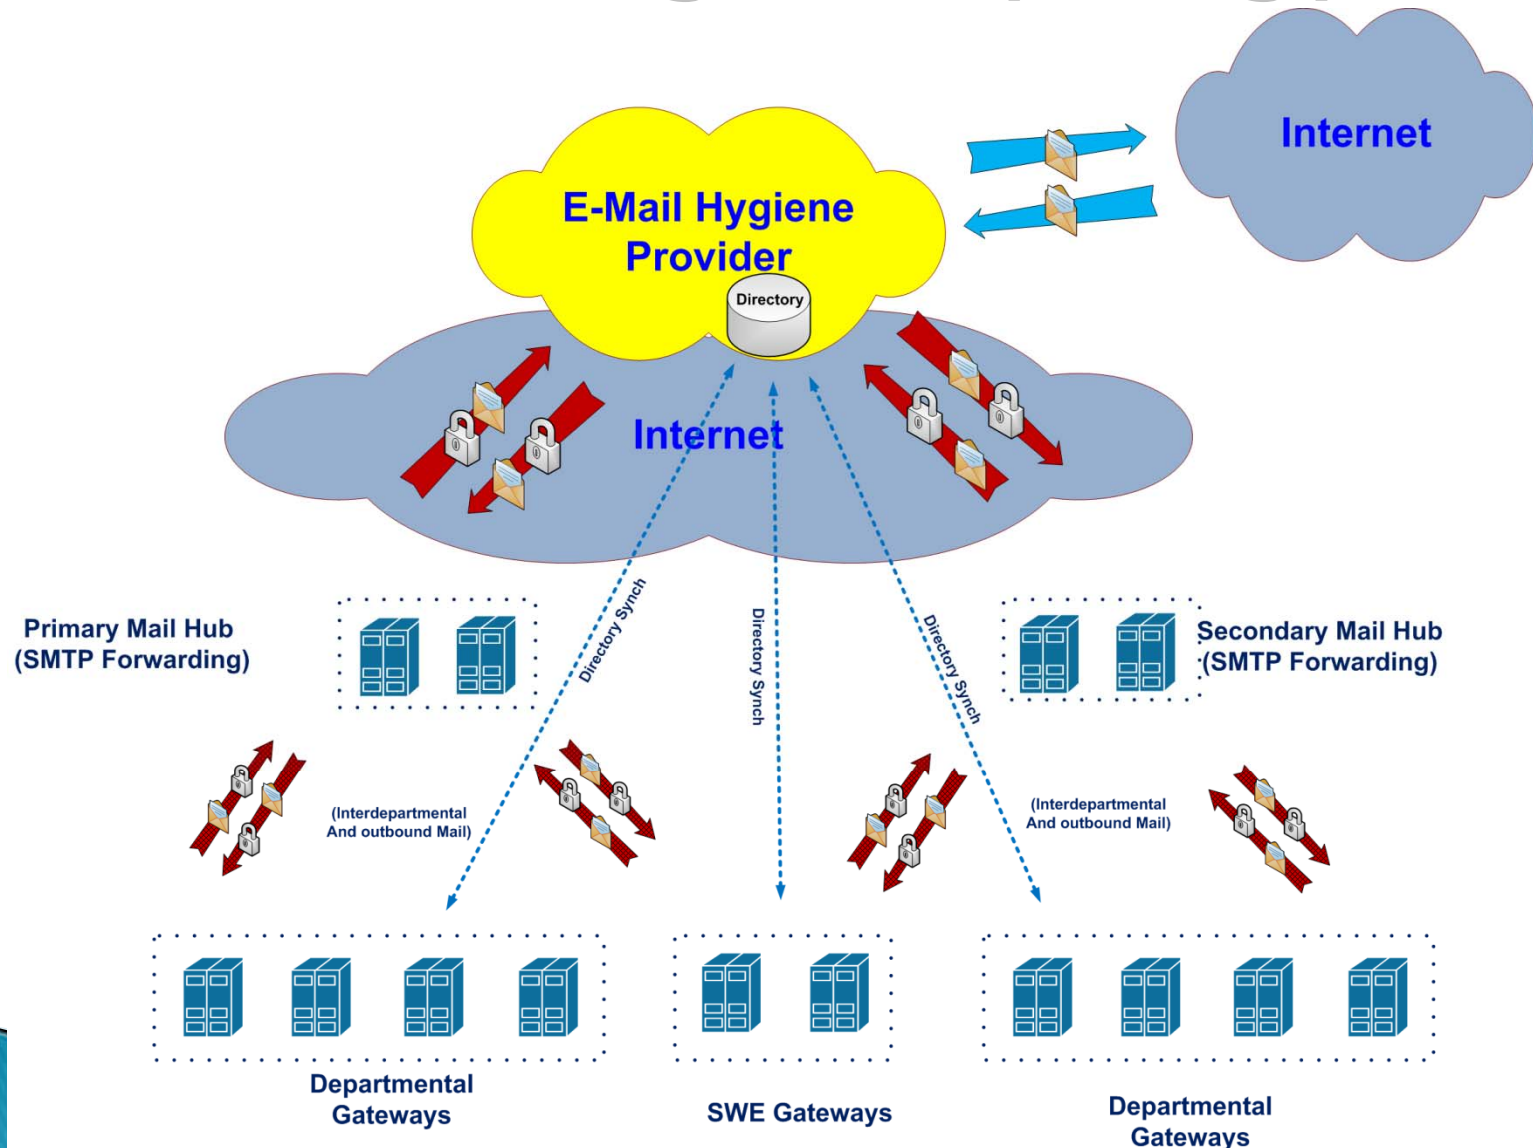 Internet
E-Mail Hygiene
Provider
Directory
Internet
Directory Synch
Directory Synch
Directory Synch
Primary Mail Hub
(SMTP Forwarding)
Secondary Mail Hub
(SMTP Forwarding)
(Interdepartmental
And outbound Mail)
(Interdepartmental
And outbound Mail)
Departmental
Gateways
SWE Gateways
Departmental
Gateways